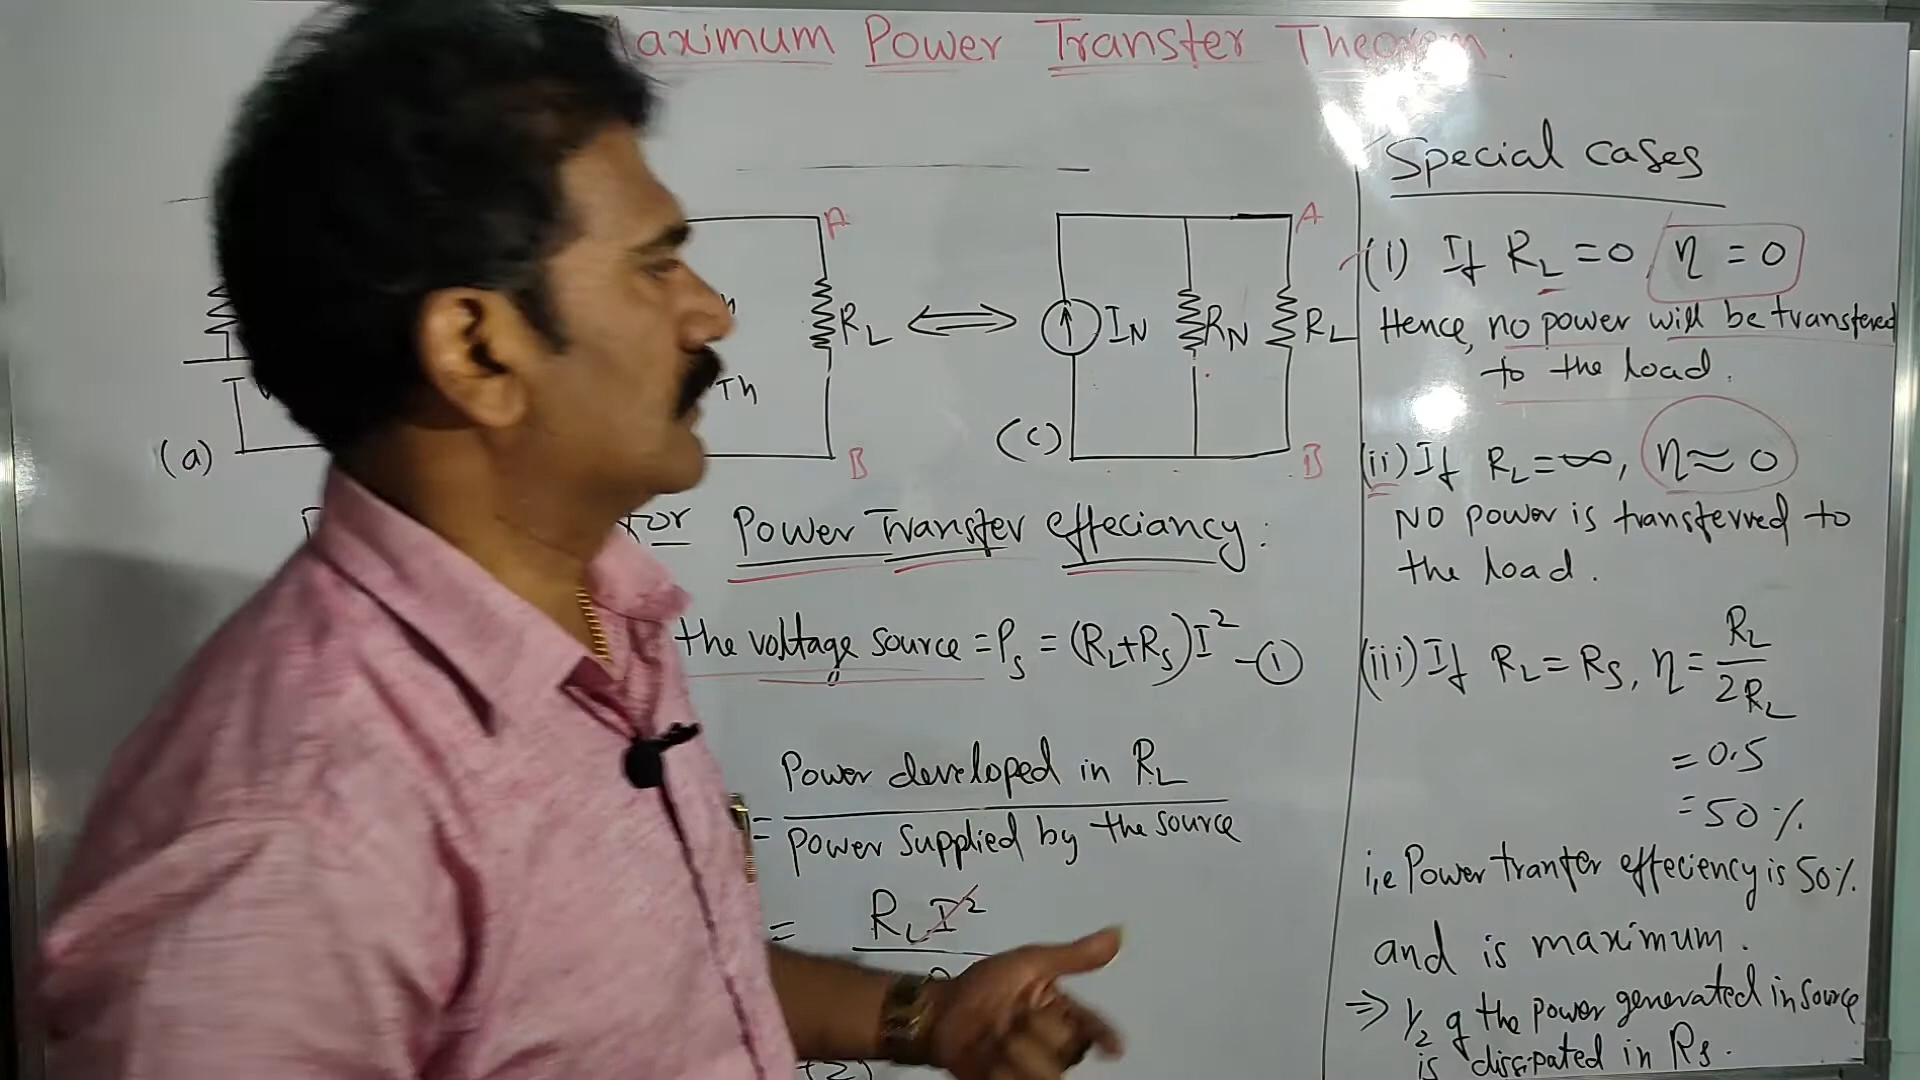 Maximum Power Transfer Theorem:
A
RL
Th
B
(a)
A
IN
RN
RL
(c)
B
for Power Transfer effeciancy:
the voltage source = Ps = (RL+Rs)I² -①
= Power developed in RL
Power supplied by the source
= RL I²
(2)
Special cases
(i) If RL = 0 η = 0
Hence, no power will be transfered
to the load.
(ii) If RL = ∞, η ≈ 0
NO power is transferred to
the load.
(iii) If RL = Rs, η = RL
2RL
= 0.5
= 50%
i,e Power tranfer effeciency is 50%
and is maximum.
⇒ 1/2 of the power generated in source
is dissipated in Rs.